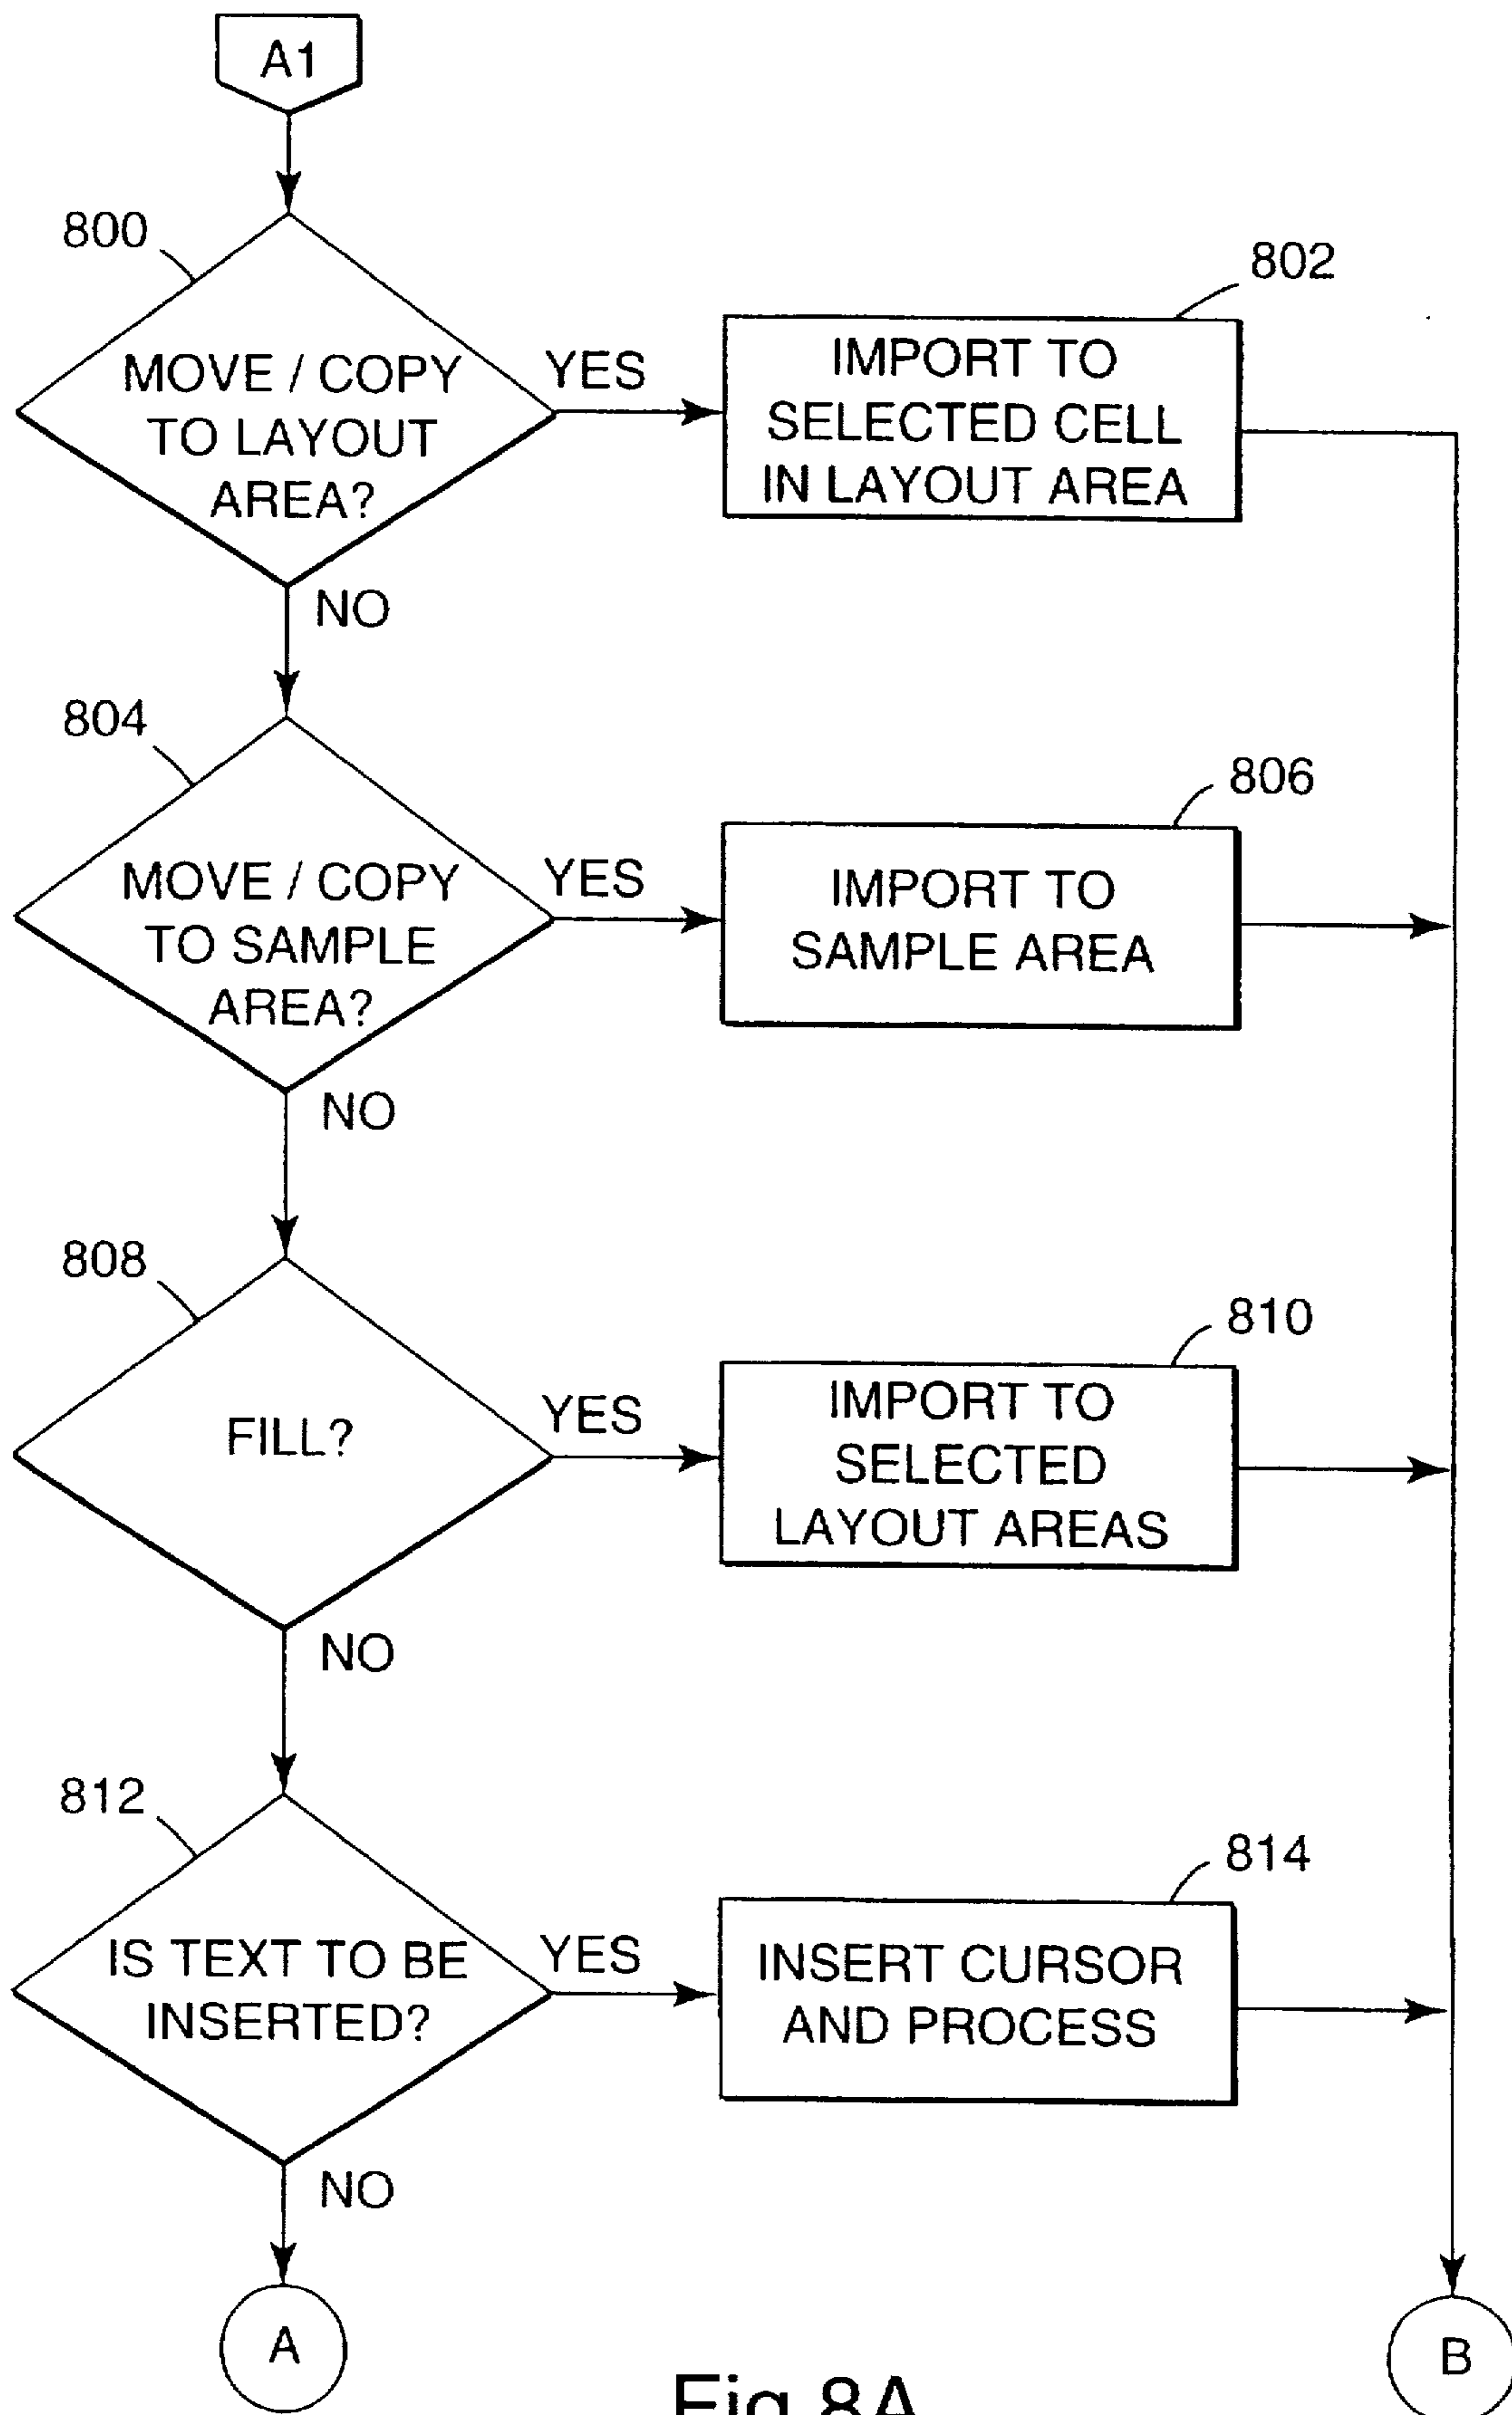 A1
800
MOVE / COPY
TO LAYOUT
AREA?
YES
802
IMPORT TO
SELECTED CELL
IN LAYOUT AREA
NO
804
MOVE / COPY
TO SAMPLE
AREA?
YES
806
IMPORT TO
SAMPLE AREA
NO
808
FILL?
YES
810
IMPORT TO
SELECTED
LAYOUT AREAS
NO
812
IS TEXT TO BE
INSERTED?
YES
814
INSERT CURSOR
AND PROCESS
NO
A
B
Fig 8A